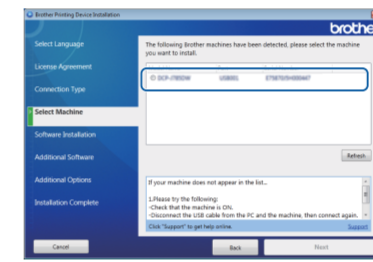 Brother Printing Device Installation
brothe
Select Language
The following Brother machines have been detected, please select the machine
you want to install.
License Agreement
Connection Type
Select Machine
Software Installation
Additional Software
Refresh
Additional Options
If your machine does not appear in the list...
Installation Complete
1.Please try the following:
-Check that the machine is ON.
-Disconnect the USB cable from the PC and the machine, then connect again.
Click "Support" to get help online.
Support
Cancel
Back
Next